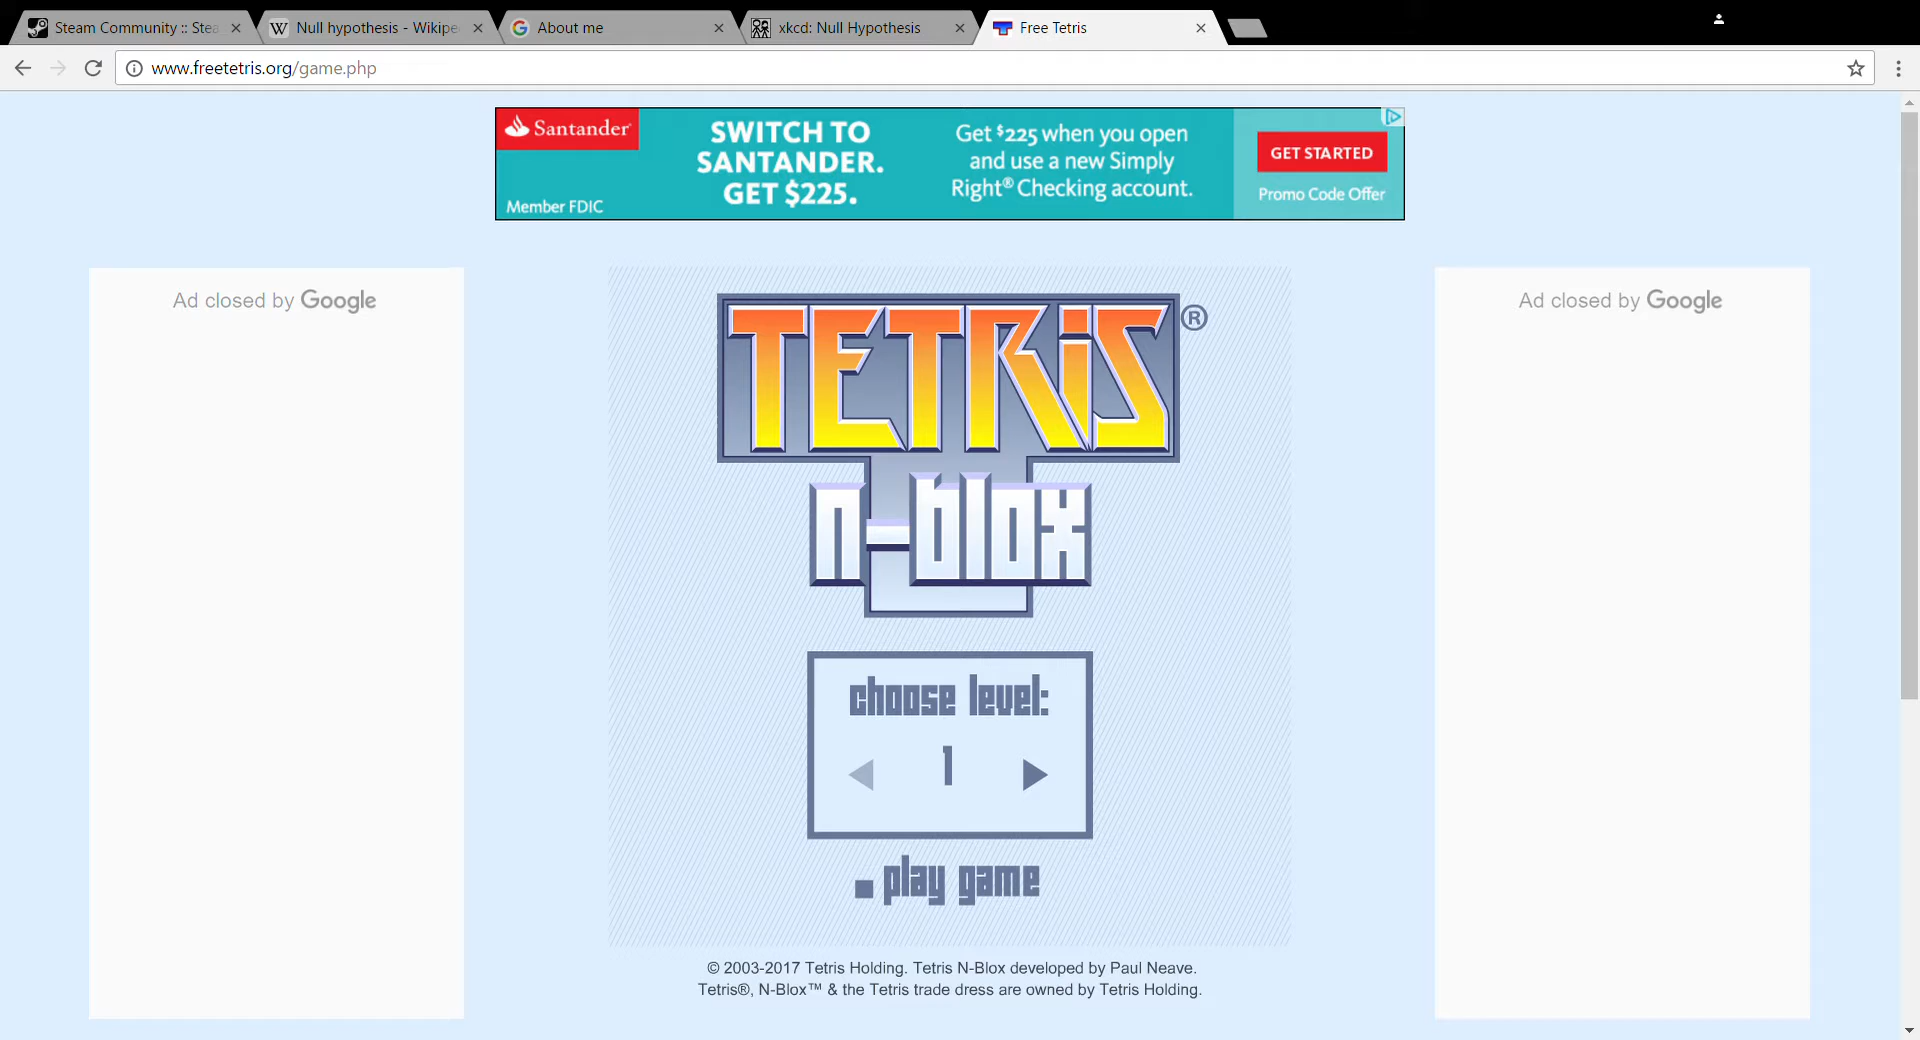 Steam Community :: Stea
Null hypothesis - Wikipe
About me
xkcd: Null Hypothesis
Free Tetris
www.freetetris.org/game.php
Santander
Member FDIC
SWITCH TO
SANTANDER.
GET $225.
Get $225 when you open
and use a new Simply
Right® Checking account.
GET STARTED
Promo Code Offer
Ad closed by Google
TETRiS®
n-blox
choose level:
1
play game
Ad closed by Google
© 2003-2017 Tetris Holding. Tetris N-Blox developed by Paul Neave.
Tetris®, N-Blox™ & the Tetris trade dress are owned by Tetris Holding.